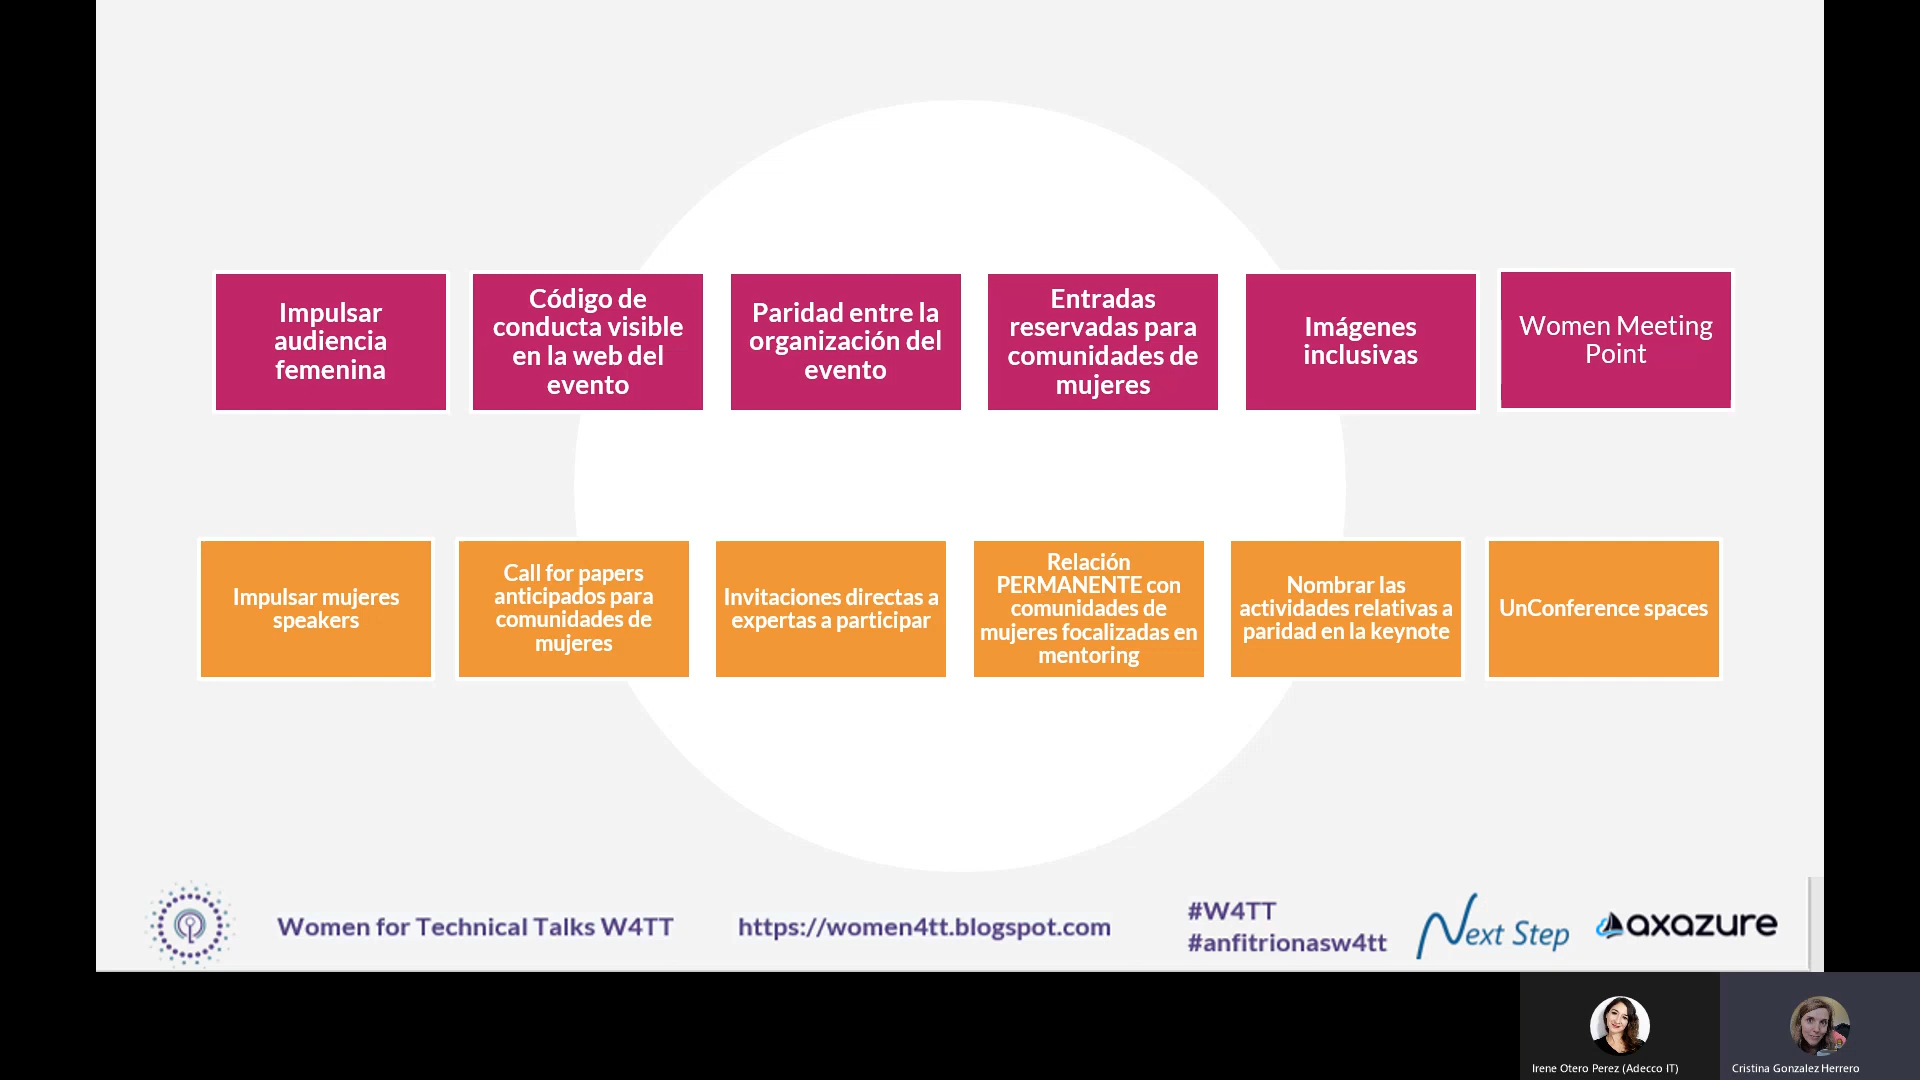 Impulsar
audiencia
femenina
Código de
conducta visible
en la web del
evento
Paridad entre la
organización del
evento
Entradas
reservadas para
comunidades de
mujeres
Imágenes
inclusivas
Women Meeting
Point
Impulsar mujeres
speakers
Call for papers
anticipados para
comunidades de
mujeres
Invitaciones directas a
expertas a participar
Relación
PERMANENTE con
comunidades de
mujeres focalizadas en
mentoring
Nombrar las
actividades relativas a
paridad en la keynote
UnConference spaces
Women for Technical Talks W4TT
https://women4tt.blogspot.com
#W4TT
#anfitrionasw4tt
Next Step
axazure
Irene Otero Perez (Adecco IT)
Cristina Gonzalez Herrero